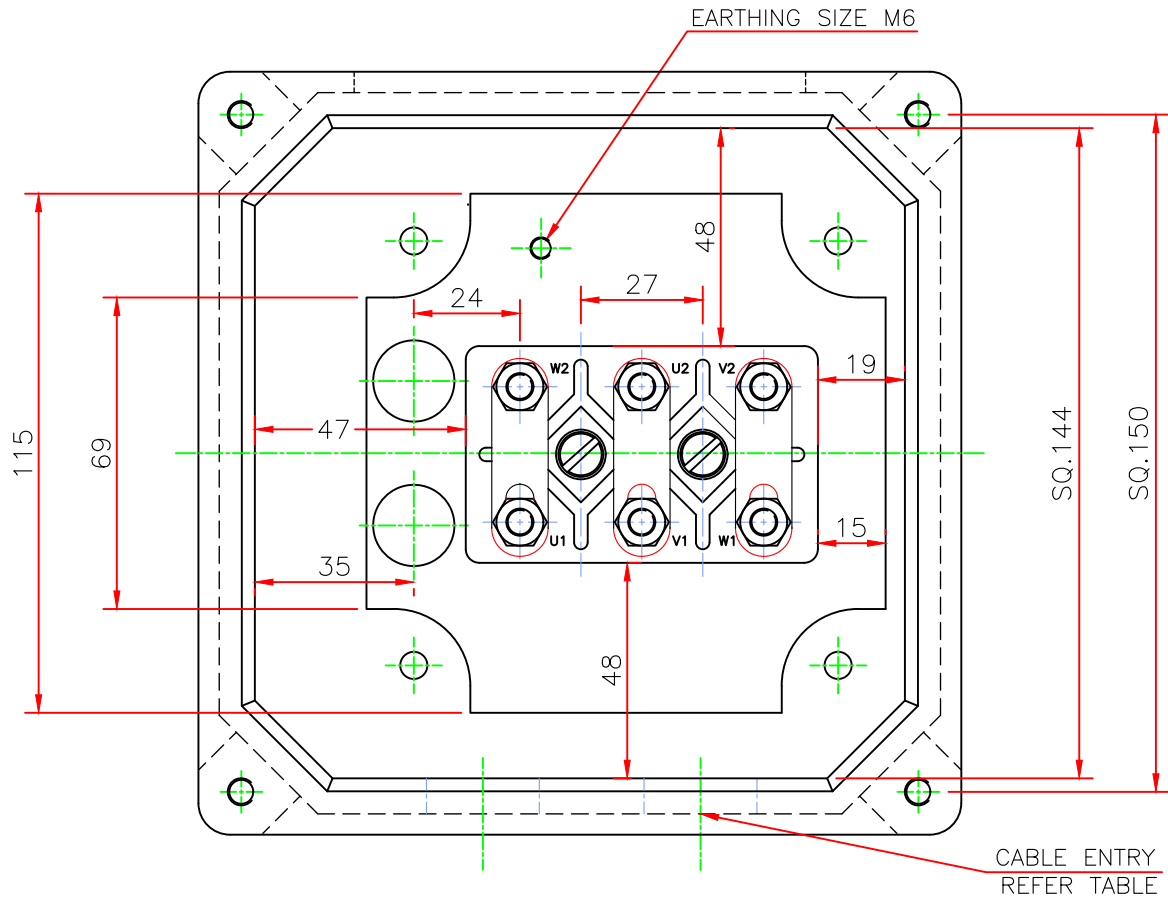 EARTHING SIZE M6
48
24
27
W2
U2
V2
19
47
115
69
SQ.144
SQ.150
U1
V1
W1
15
35
48
CABLE ENTRY
REFER TABLE